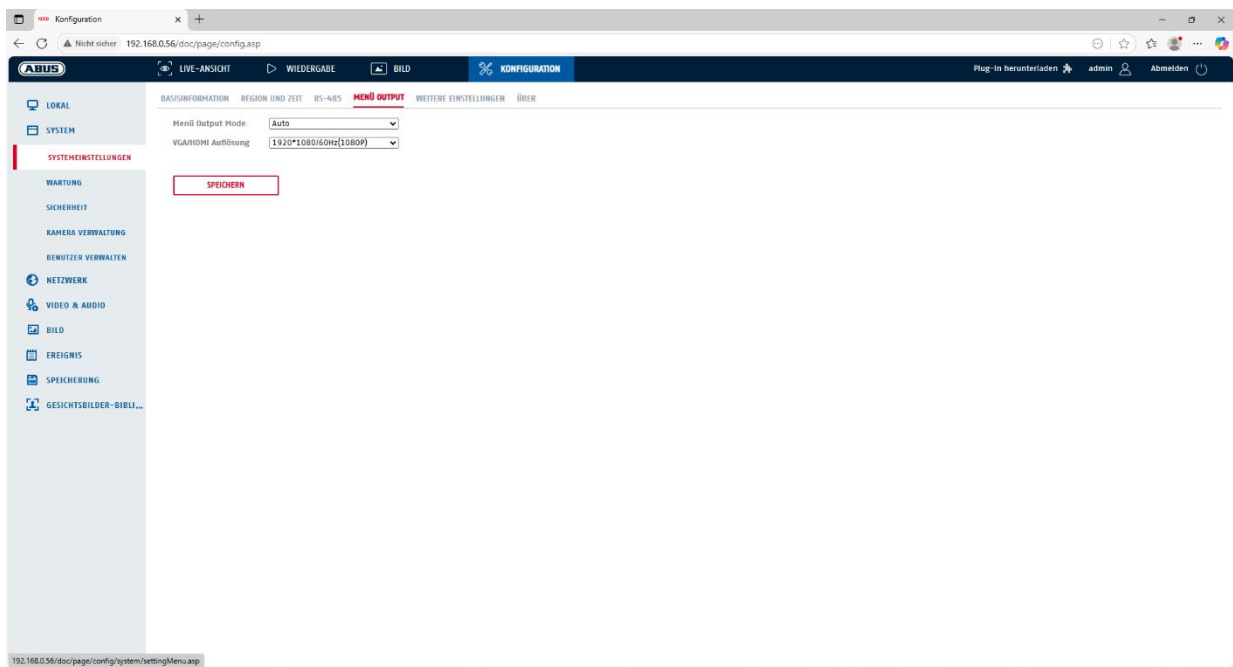 Konfiguration
Nicht sicher 192.168.0.56/doc/page/config.asp
ABUS LIVE-ANSICHT WIEDERGABE BILD KONFIGURATION Plug-In herunterladen admin Abmelden
BASISINFORMATION REGION UND ZEIT RS-485 MENÜ OUTPUT WEITERE EINSTELLUNGEN ÜBER
LOKAL
SYSTEM
SYSTEMEINSTELLUNGEN
WARTUNG
SICHERHEIT
KAMERA VERWALTUNG
BENUTZER VERWALTEN
NETZWERK
VIDEO & AUDIO
BILD
EREIGNIS
SPEICHERUNG
GESICHTSBILDER-BIBLI...
Menü Output Mode Auto
VGA/HDMI Auflösung 1920*1080/60Hz(1080P)
SPEICHERN
192.168.0.56/doc/page/config/system/settingMenu.asp